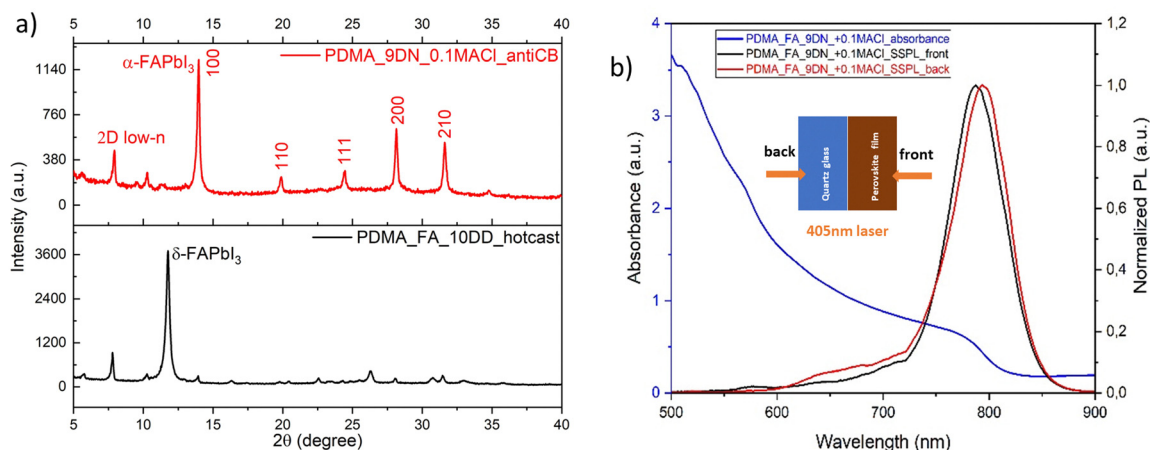 a)
5 10 15 20 25 30 35 40
PDMA_9DN_0.1MACl_antiCB
α-FAPbI3
100
2D low-n
110
111
200
210
1140
760
380
0
PDMA_FA_10DD_hotcast
δ-FAPbI3
3600
2400
1200
0
Intensity (a.u.)
5 10 15 20 25 30 35 40
2θ (degree)
b)
PDMA_FA_9DN_+0.1MACl_absorbance
PDMA_FA_9DN_+0.1MACl_SSPL_front
PDMA_FA_9DN_+0.1MACl_SSPL_back
back
Quartz glass
Perovskite film
front
405nm laser
4
3
2
1
0
Absorbance (a.u.)
1,2
1,0
0,8
0,6
0,4
0,2
0,0
Normalized PL (a.u.)
500 600 700 800 900
Wavelength (nm)